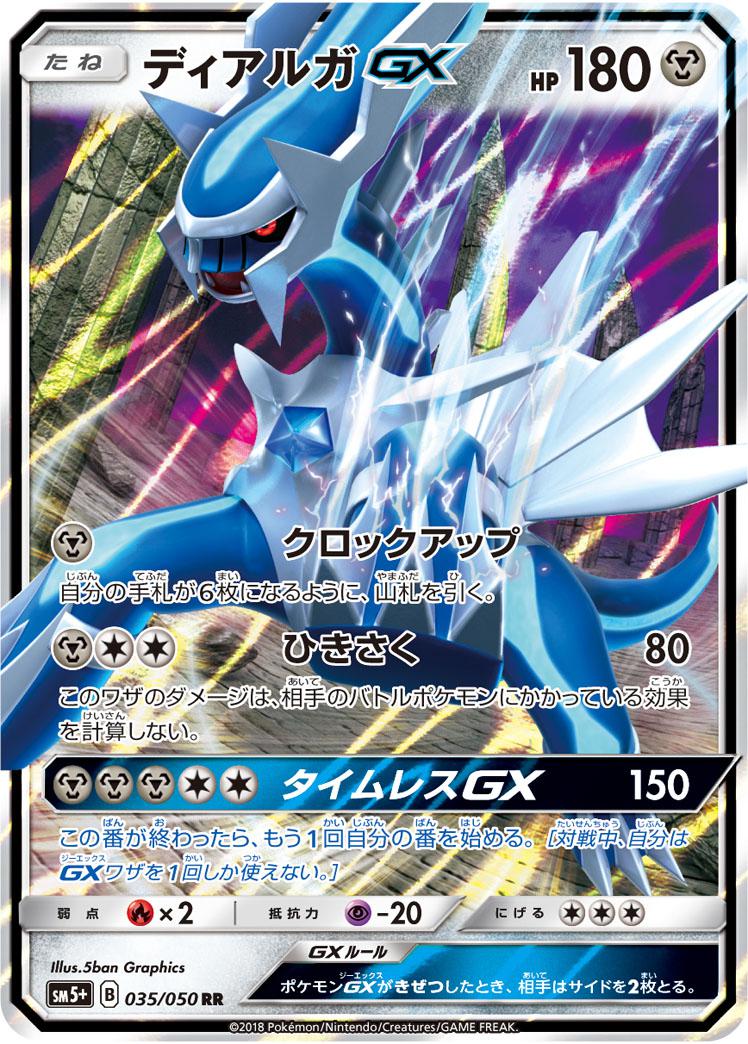 たね ディアルガGX HP 180
クロックアップ
自分の手札が6枚になるように、山札を引く。
ひきさく 80
このワザのダメージは、相手のバトルポケモンにかかっている効果
を計算しない。
タイムレスGX 150
この番が終わったら、もう1回自分の番を始める。[対戦中、自分は
GXワザを1回しか使えない。]
弱点 ×2 抵抗力 -20 にげる
Illus.5ban Graphics
GXルール
SM5+ B 035/050 RR
ポケモンGXがきぜつしたとき、相手はサイドを2枚とる。
©2018 Pokémon/Nintendo/Creatures/GAME FREAK.